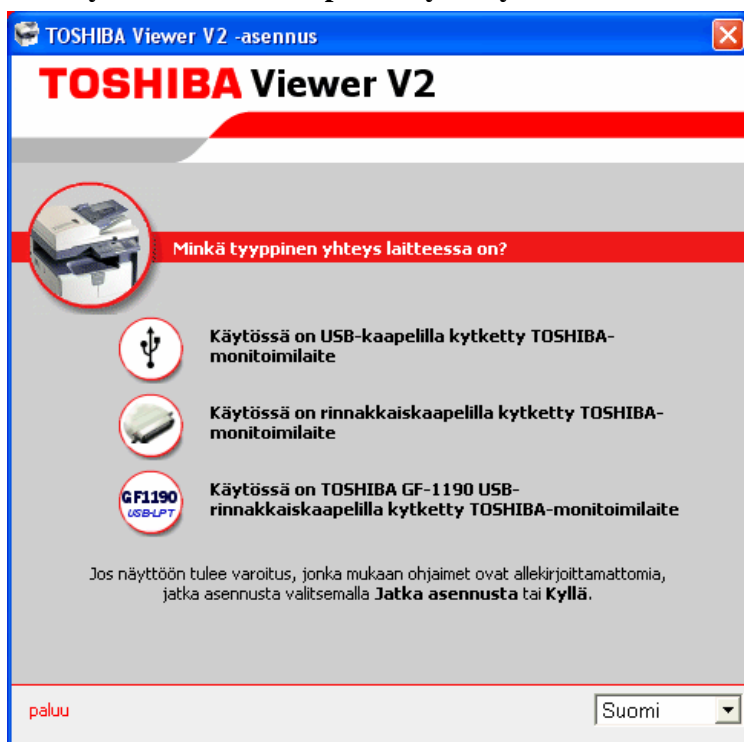 TOSHIBA Viewer V2 -asennus
TOSHIBA Viewer V2
Minkä tyyppinen yhteys laitteessa on?
Käytössä on USB-kaapelilla kytketty TOSHIBA-
monitoimilaite
Käytössä on rinnakkaiskaapelilla kytketty TOSHIBA-
monitoimilaite
GF1190
USB-LPT
Käytössä on TOSHIBA GF-1190 USB-
rinnakkaiskaapelilla kytketty TOSHIBA-monitoimilaite
Jos näyttöön tulee varoitus, jonka mukaan ohjaimet ovat allekirjoittamattomia,
jatka asennusta valitsemalla Jatka asennusta tai Kyllä.
paluu
Suomi